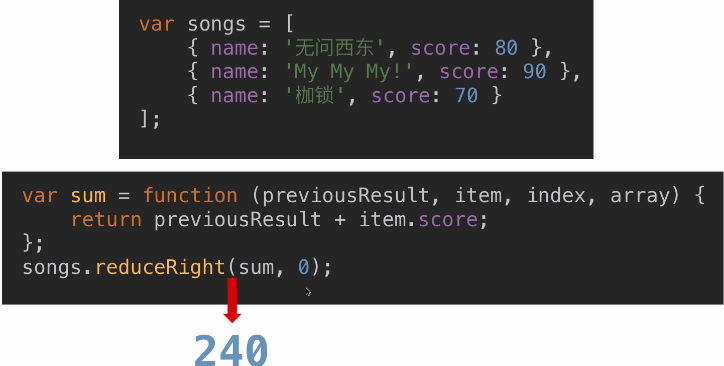 var songs = [
    { name: '无问西东', score: 80 },
    { name: 'My My My!', score: 90 },
    { name: '枷锁', score: 70 }
];
var sum = function (previousResult, item, index, array) {
    return previousResult + item.score;
};
songs.reduceRight(sum, 0);
240